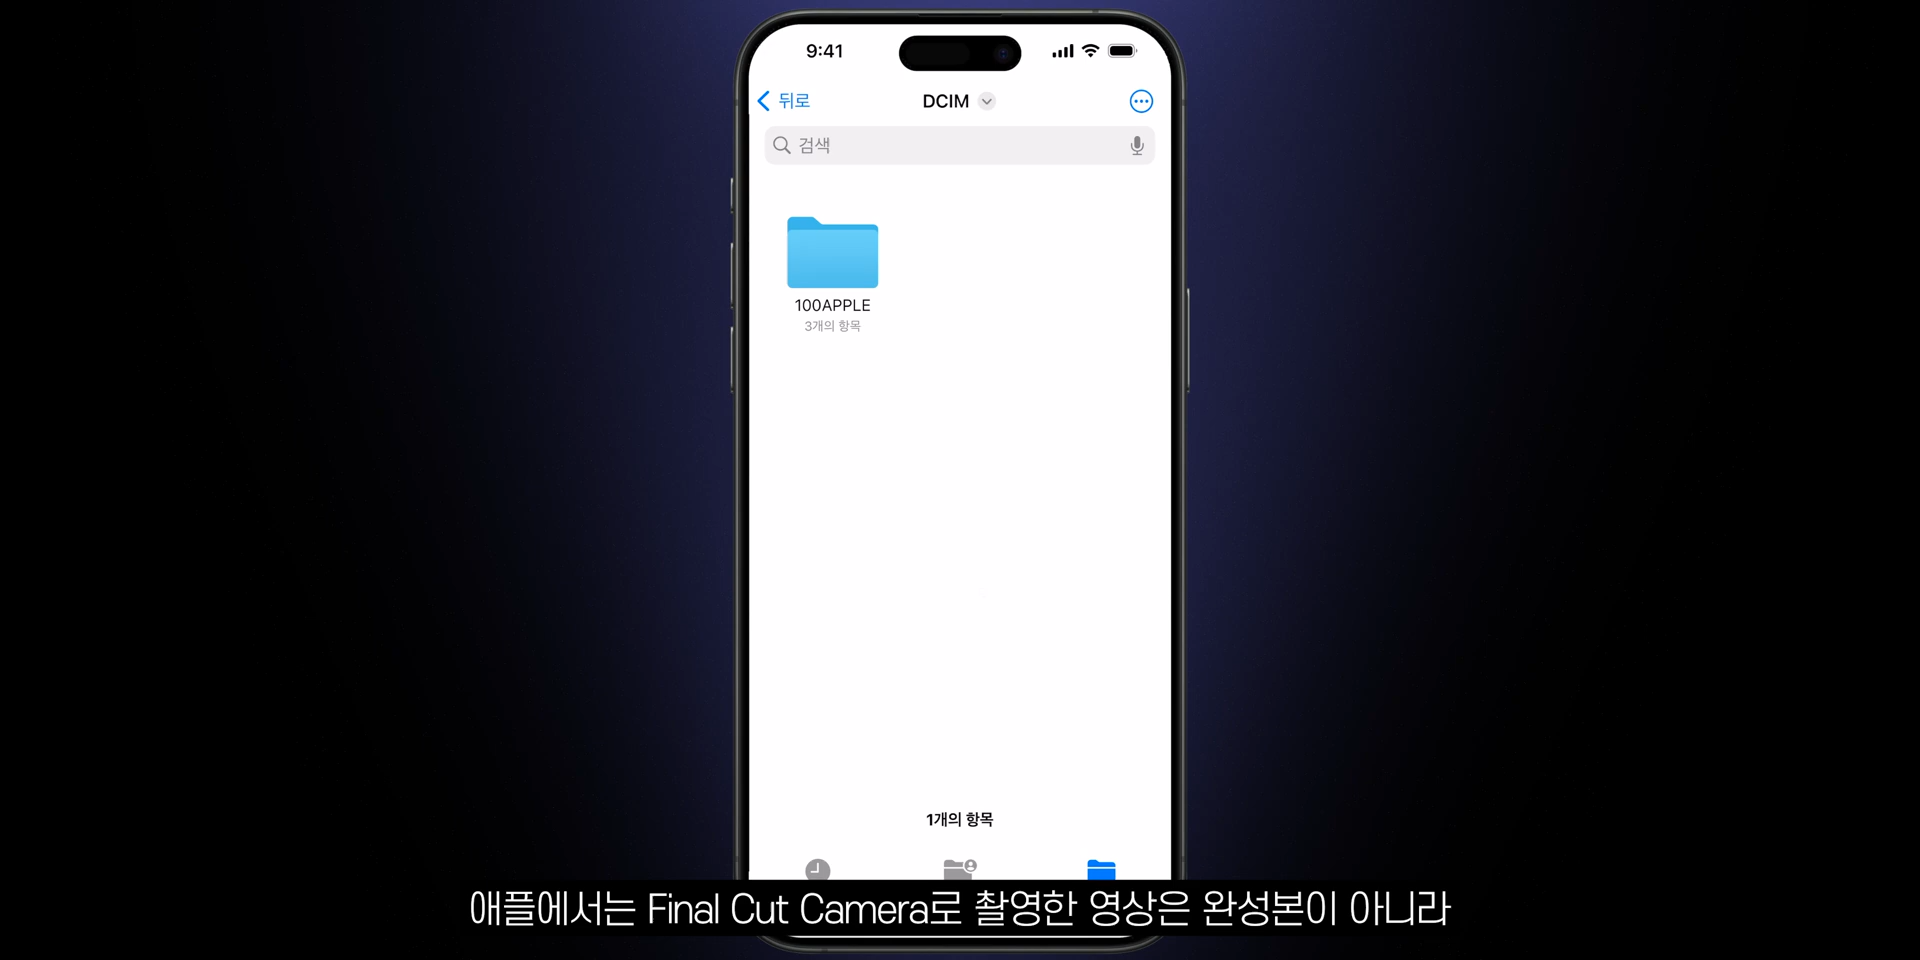 9:41
뒤로
DCIM
검색
100APPLE
3개의 항목
1개의 항목
애플에서는 Final Cut Camera로 촬영한 영상은 완성본이 아니라